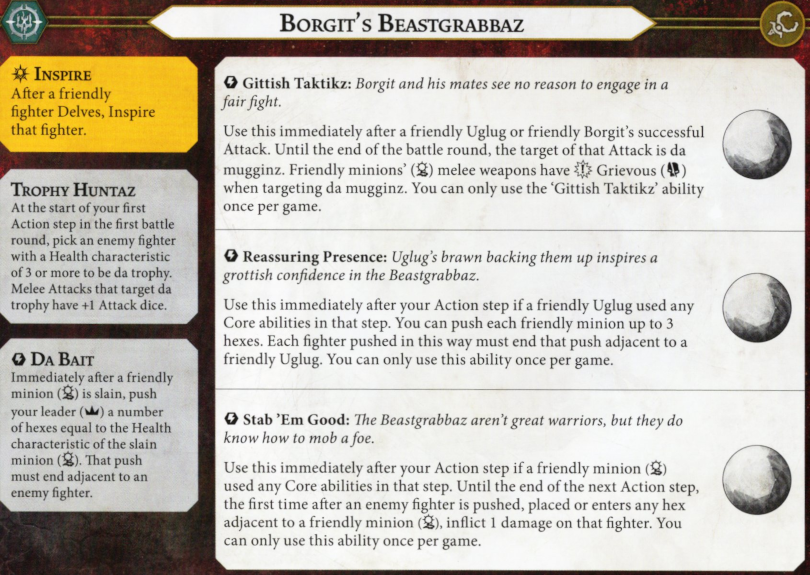 Borgit's Beastgrabbaz
Inspire
After a friendly
fighter Delves, Inspire
that fighter.
Trophy Huntaz
At the start of your first
Action step in the first battle
round, pick an enemy fighter
with a Health characteristic
of 3 or more to be da trophy.
Melee Attacks that target da
trophy have +1 Attack dice.
Da Bait
Immediately after a friendly
minion () is slain, push
your leader () a number
of hexes equal to the Health
characteristic of the slain
minion (). That push
must end adjacent to an
enemy fighter.
Gittish Taktikz: Borgit and his mates see no reason to engage in a
fair fight.
Use this immediately after a friendly Uglug or friendly Borgit's successful
Attack. Until the end of the battle round, the target of that Attack is da
mugginz. Friendly minions' () melee weapons have Grievous ()
when targeting da mugginz. You can only use the 'Gittish Taktikz' ability
once per game.
Reassuring Presence: Uglug's brawn backing them up inspires a
grottish confidence in the Beastgrabbaz.
Use this immediately after your Action step if a friendly Uglug used any
Core abilities in that step. You can push each friendly minion up to 3
hexes. Each fighter pushed in this way must end that push adjacent to a
friendly Uglug. You can only use this ability once per game.
Stab 'Em Good: The Beastgrabbaz aren't great warriors, but they do
know how to mob a foe.
Use this immediately after your Action step if a friendly minion ()
used any Core abilities in that step. Until the end of the next Action step,
the first time after an enemy fighter is pushed, placed or enters any hex
adjacent to a friendly minion (), inflict 1 damage on that fighter. You
can only use this ability once per game.